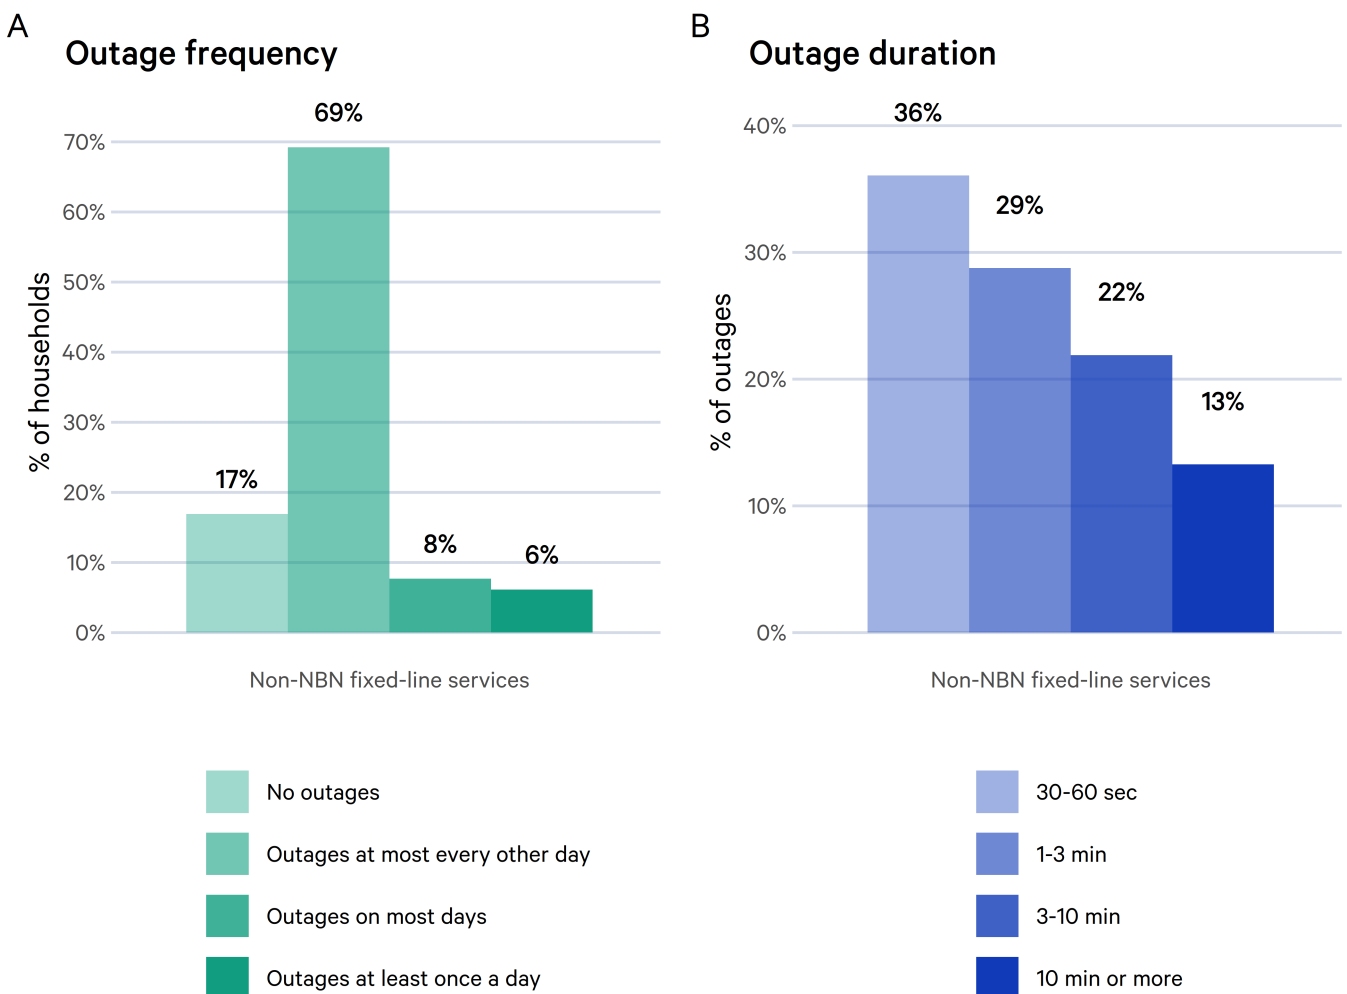 A
Outage frequency
69%
70%
60%
50%
40%
30%
20%
10%
0%
% of households
17%
8%
6%
Non-NBN fixed-line services
No outages
Outages at most every other day
Outages on most days
Outages at least once a day
B
Outage duration
36%
40%
29%
30%
22%
20%
13%
10%
0%
% of outages
Non-NBN fixed-line services
30-60 sec
1-3 min
3-10 min
10 min or more